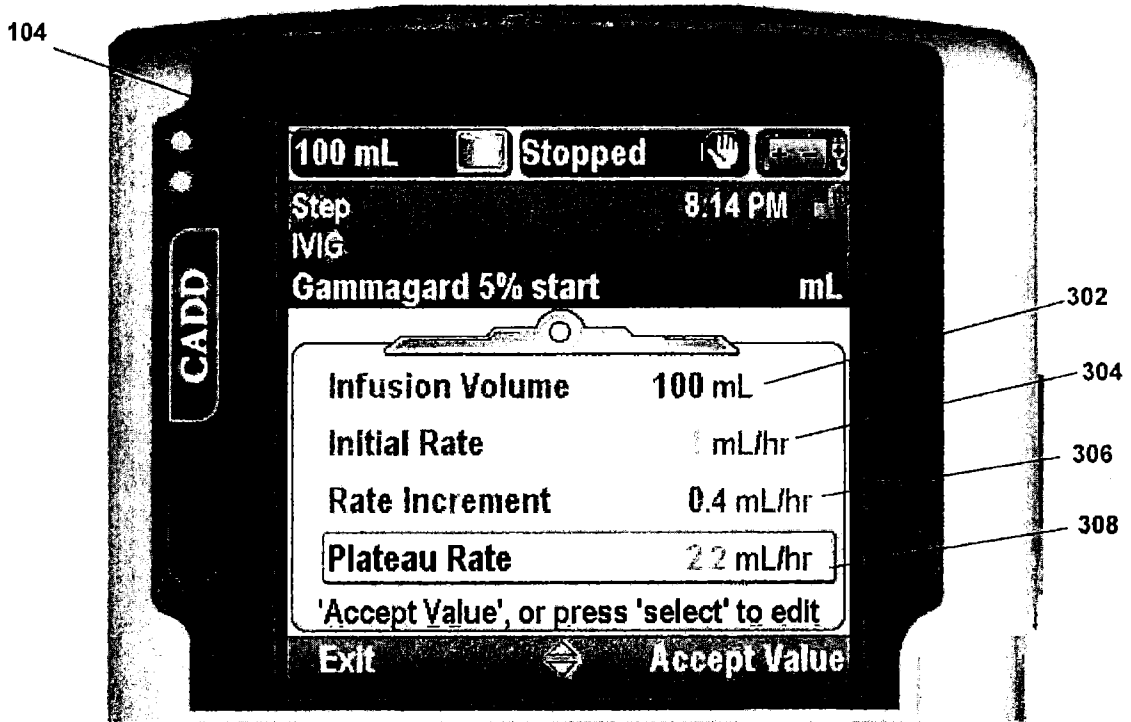 104
100 mL Stopped
Step 8:14 PM
IVIG
Gammagard 5% start mL
CADD
302
Infusion Volume 100 mL
304
Initial Rate mL/hr
306
Rate Increment 0.4 mL/hr
308
Plateau Rate 2.2 mL/hr
'Accept Value', or press 'select' to edit
Exit Accept Value